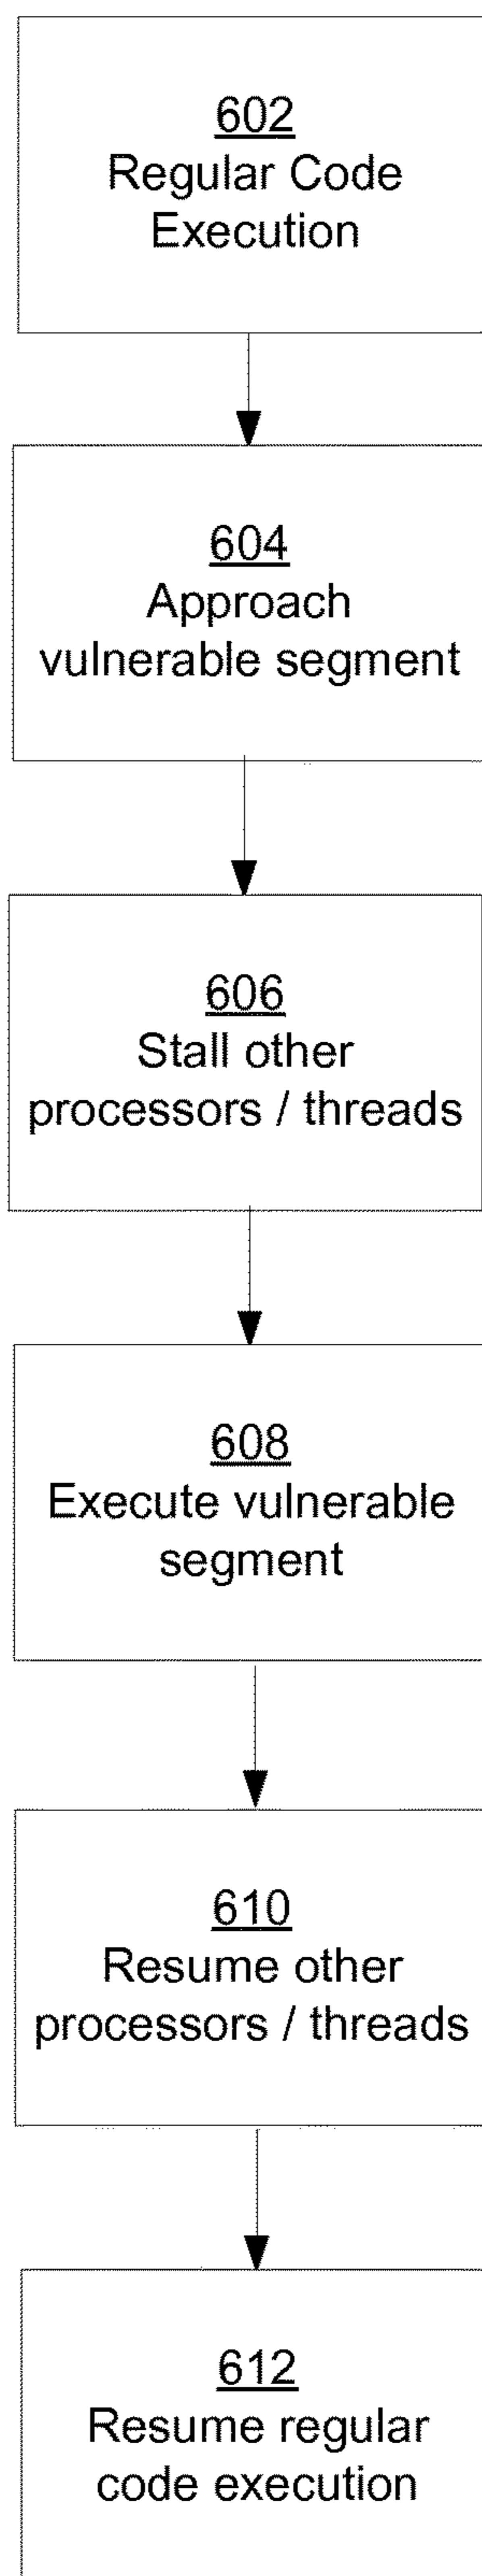 602
Regular Code
Execution
604
Approach
vulnerable segment
606
Stall other
processors / threads
608
Execute vulnerable
segment
610
Resume other
processors / threads
612
Resume regular
code execution